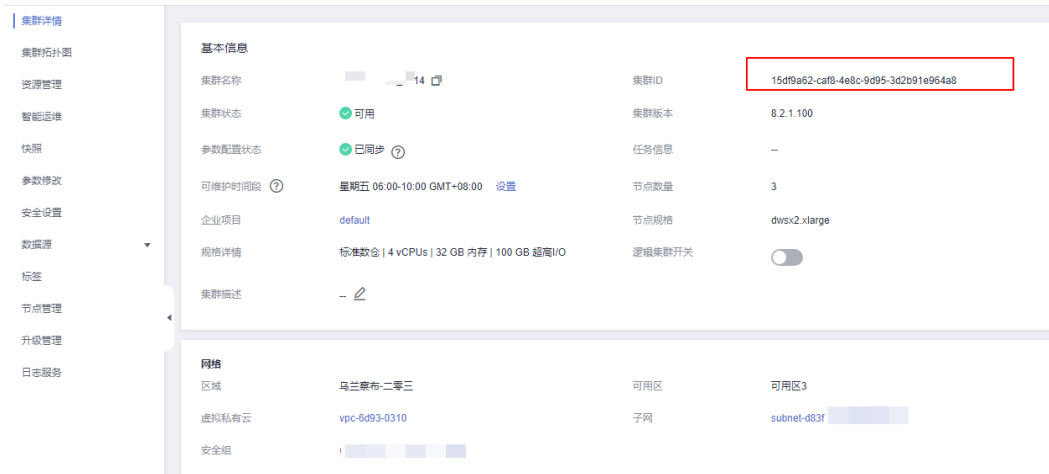 集群详情
集群拓扑图
资源管理
智能运维
快照
参数修改
安全设置
数据源
标签
节点管理
升级管理
日志服务
基本信息
集群名称 _ 14 集群ID 15df9a62-caf8-4e8c-9d95-3d2b91e964a8
集群状态 可用 集群版本 8.2.1.100
参数配置状态 已同步 ? 任务信息 --
可维护时间段 ? 星期五 06:00-10:00 GMT+08:00 设置 节点数量 3
企业项目 default 节点规格 dwsx2.xlarge
规格详情 标准数仓 | 4 vCPUs | 32 GB 内存 | 100 GB 超高I/O 逻辑集群开关
集群描述 --
网络
区域 乌兰察布-二零三 可用区 可用区3
虚拟私有云 vpc-6d93-0310 子网 subnet-d83f
安全组